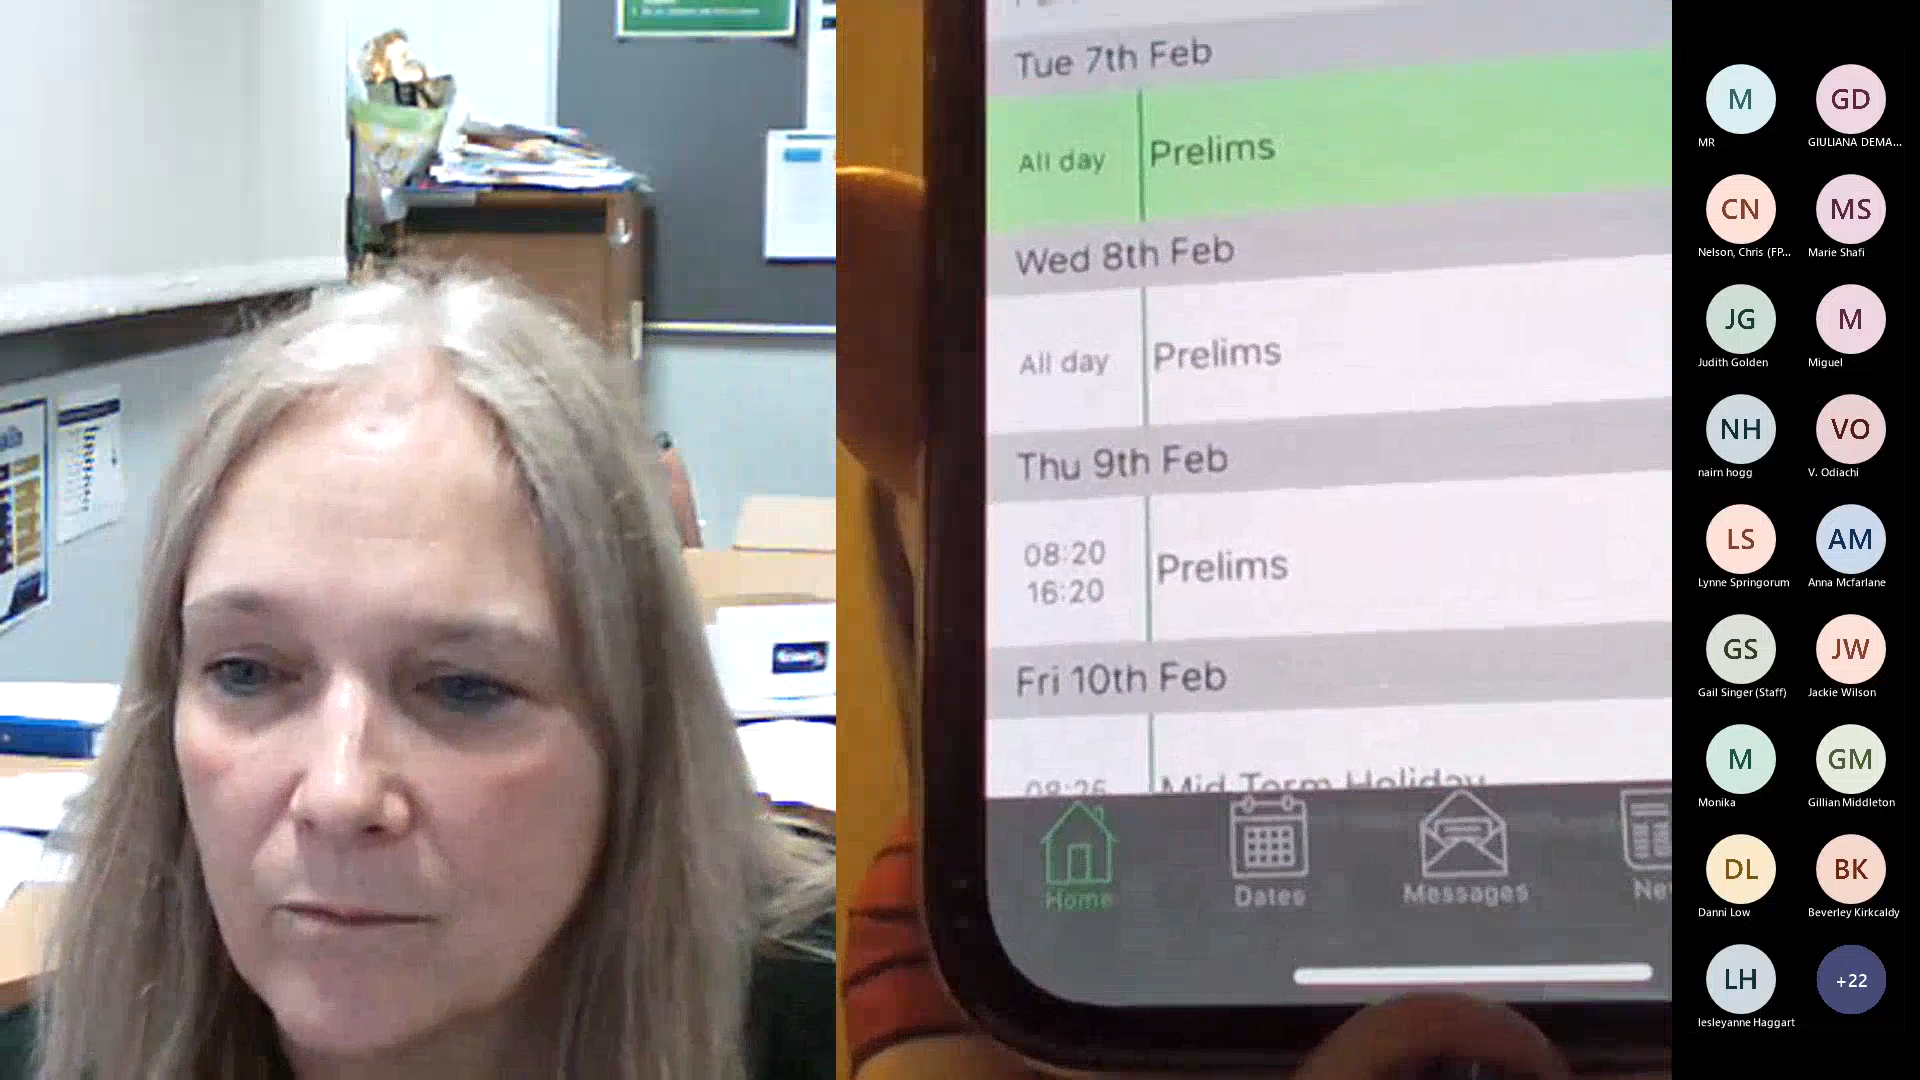 Tue 7th Feb
All day
Prelims
Wed 8th Feb
All day
Prelims
Thu 9th Feb
08:20
16:20
Prelims
Fri 10th Feb
Mid Term Holiday
Home
Dates
Messages
M
MR
GD
GIULIANA DEMA...
CN
Nelson, Chris (FP...
MS
Marie Shafi
JG
Judith Golden
M
Miguel
NH
nairn hogg
VO
V. Odiachi
LS
Lynne Springorum
AM
Anna Mcfarlane
GS
Gail Singer (Staff)
JW
Jackie Wilson
M
Monika
GM
Gillian Middleton
DL
Danni Low
BK
Beverley Kirkcaldy
LH
lesleyanne Haggart
+22